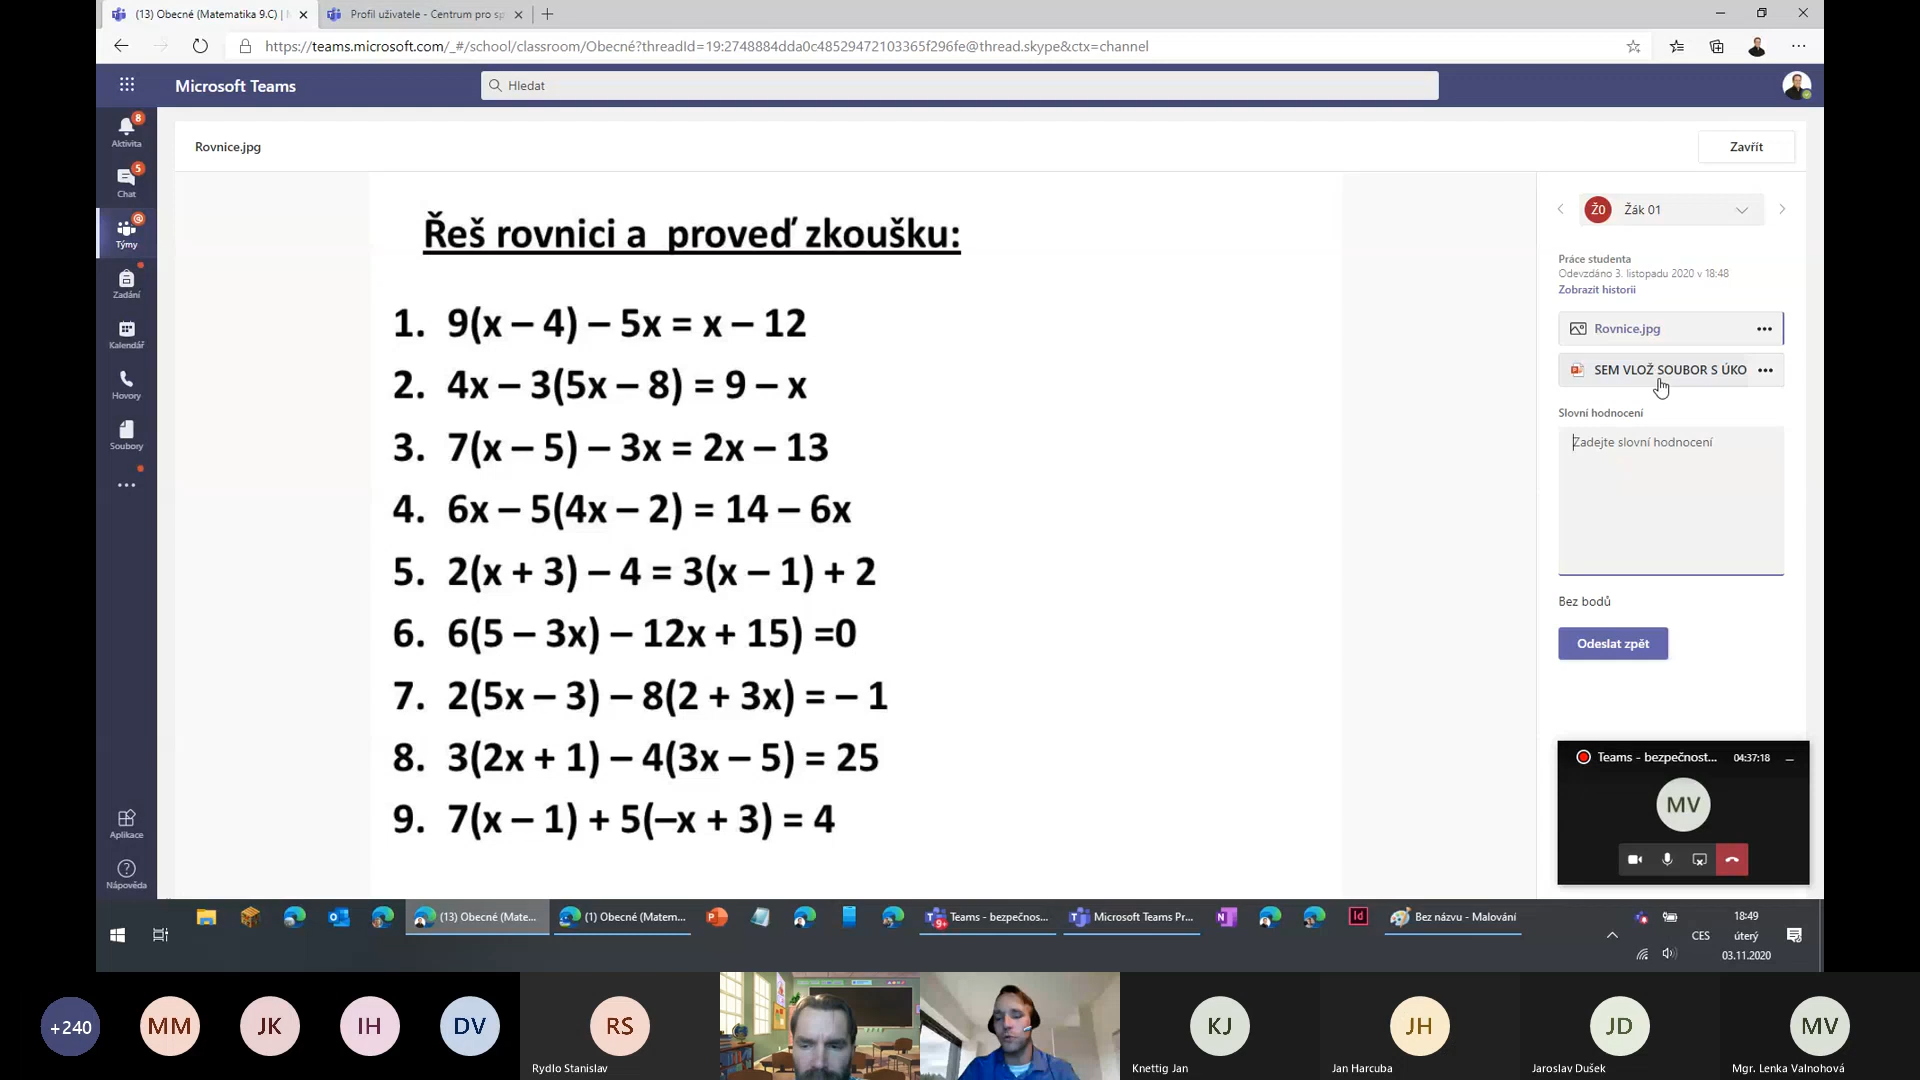 (13) Obecné (Matematika 9.C) |
Profil uživatele - Centrum pro sp
https://teams.microsoft.com/_#/school/classroom/Obecné?threadId=19:2748884dda0c48529472103365f296fe@thread.skype&ctx=channel
Microsoft Teams
Hledat
8
Aktivita
5
Chat
Týmy
Zadání
Kalendář
Hovory
Soubory
Aplikace
Nápověda
Rovnice.jpg
Zavřít
Řeš rovnici a proveď zkoušku:
1. 9(x – 4) – 5x = x – 12
2. 4x – 3(5x – 8) = 9 – x
3. 7(x – 5) – 3x = 2x – 13
4. 6x – 5(4x – 2) = 14 – 6x
5. 2(x + 3) – 4 = 3(x – 1) + 2
6. 6(5 – 3x) – 12x + 15) =0
7. 2(5x – 3) – 8(2 + 3x) = – 1
8. 3(2x + 1) – 4(3x – 5) = 25
9. 7(x – 1) + 5(–x + 3) = 4
Ž0
Žák 01
Práce studenta
Odevzdáno 3. listopadu 2020 v 18:48
Zobrazit historii
Rovnice.jpg
SEM VLOŽ SOUBOR S ÚKO
Slovní hodnocení
Zadejte slovní hodnocení
Bez bodů
Odeslat zpět
Teams - bezpečnost...
04:37:18
MV
(13) Obecné (Mate...
(1) Obecné (Matem...
Teams - bezpečnos...
Microsoft Teams Pr...
Bez názvu - Malování
CES
18:49
úterý
03.11.2020
+240
MM
JK
IH
DV
RS
Rydlo Stanislav
KJ
Knettig Jan
JH
Jan Harcuba
JD
Jaroslav Dušek
MV
Mgr. Lenka Valnohová